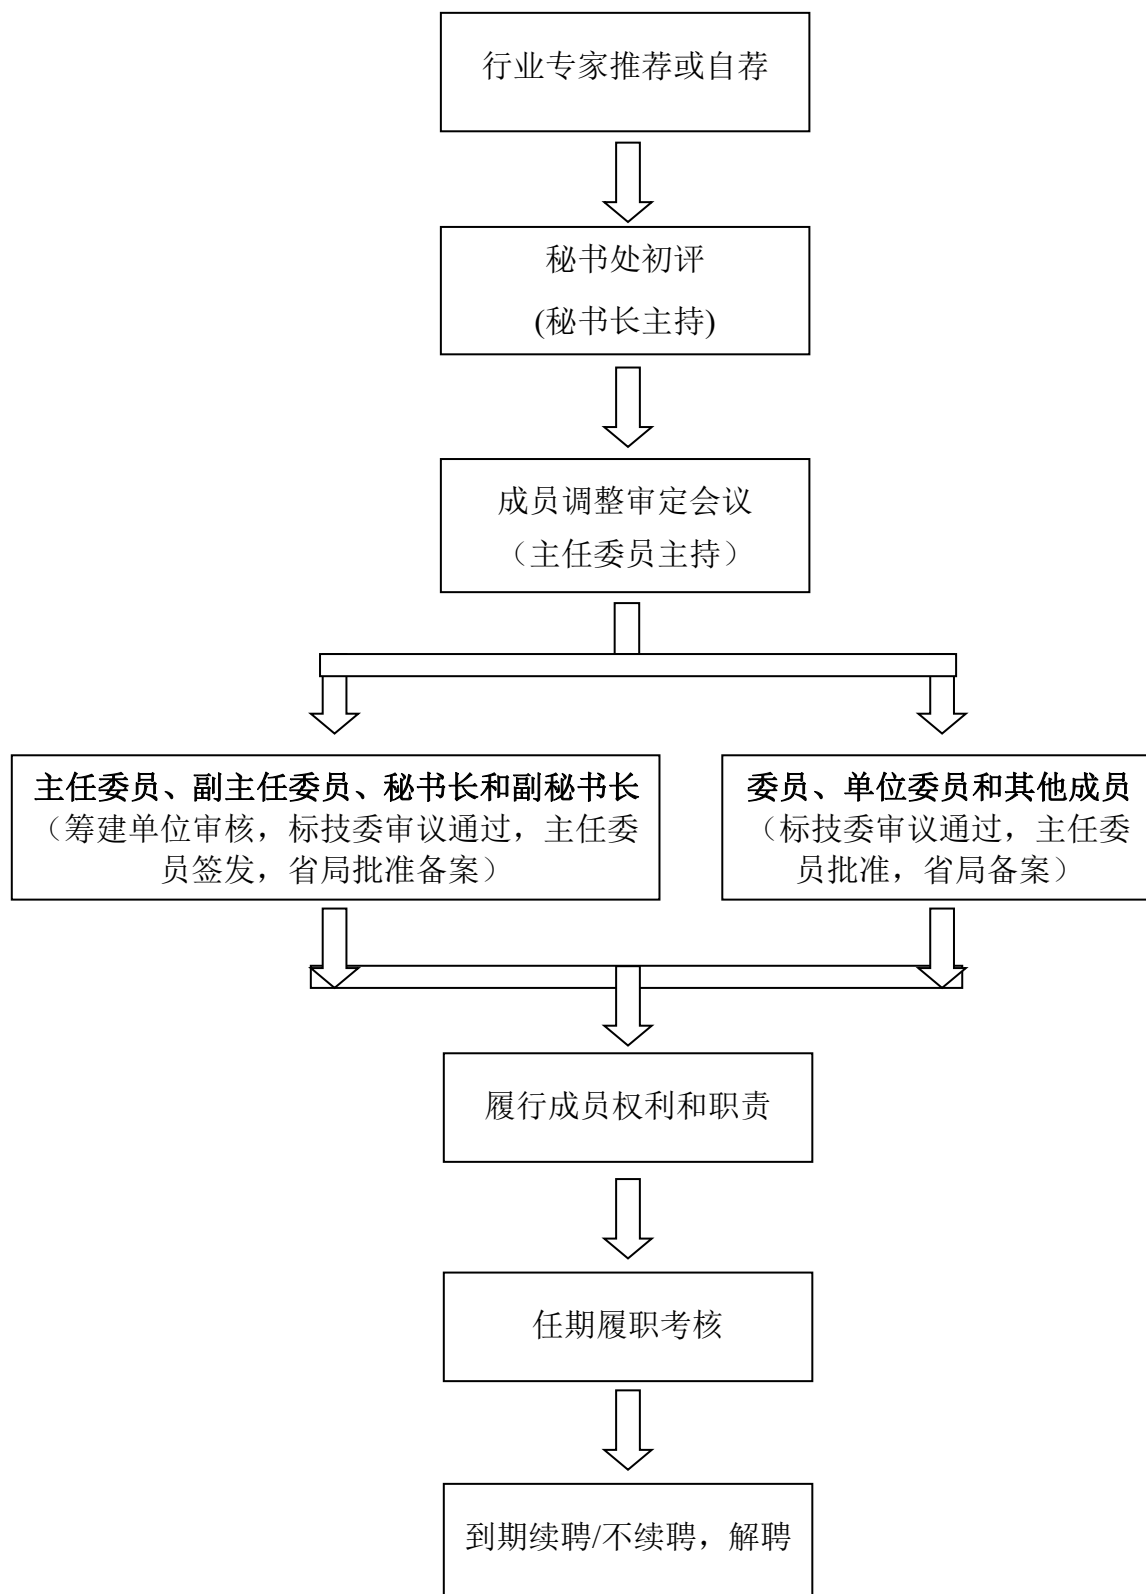 行业专家推荐或自荐
秘书处初评
(秘书长主持)
成员调整审定会议
（主任委员主持）
主任委员、副主任委员、秘书长和副秘书长
（筹建单位审核，标技委审议通过，主任委
员签发，省局批准备案）
委员、单位委员和其他成员
（标技委审议通过，主任委
员批准，省局备案）
履行成员权利和职责
任期履职考核
到期续聘/不续聘，解聘